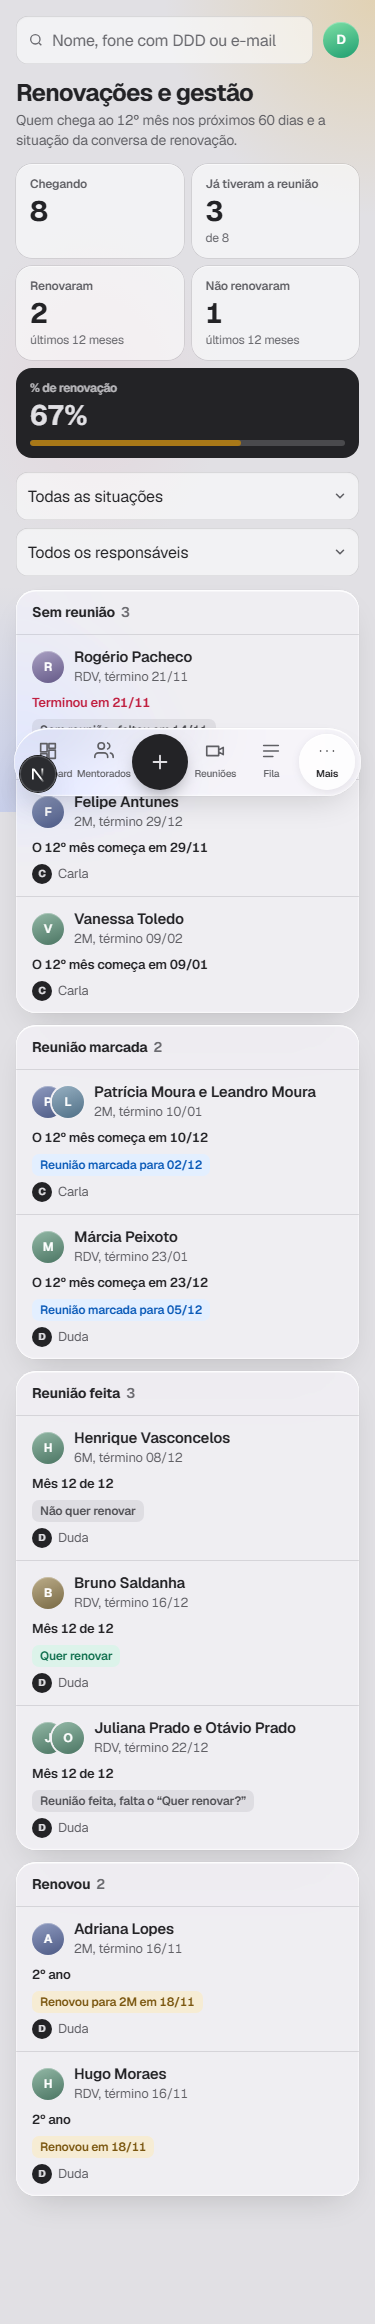 Nome, fone com DDD ou e-mail
D
Renovações e gestão
Quem chega ao 12º mês nos próximos 60 dias e a
situação da conversa de renovação.
Chegando
8
Já tiveram a reunião
3
de 8
Renovaram
2
últimos 12 meses
Não renovaram
1
últimos 12 meses
% de renovação
67%
Todas as situações
Todos os responsáveis
Sem reunião 3
R
Rogério Pacheco
RDV, término 21/11
Terminou em 21/11
N
Mentorados
+
Reuniões
Fila
Mais
F
Felipe Antunes
2M, término 29/12
O 12º mês começa em 29/11
C Carla
V
Vanessa Toledo
2M, término 09/02
O 12º mês começa em 09/01
C Carla
Reunião marcada 2
P L
Patrícia Moura e Leandro Moura
2M, término 10/01
O 12º mês começa em 10/12
Reunião marcada para 02/12
C Carla
M
Márcia Peixoto
RDV, término 23/01
O 12º mês começa em 23/12
Reunião marcada para 05/12
D Duda
Reunião feita 3
H
Henrique Vasconcelos
6M, término 08/12
Mês 12 de 12
Não quer renovar
D Duda
B
Bruno Saldanha
RDV, término 16/12
Mês 12 de 12
Quer renovar
D Duda
J O
Juliana Prado e Otávio Prado
RDV, término 22/12
Mês 12 de 12
Reunião feita, falta o “Quer renovar?”
D Duda
Renovou 2
A
Adriana Lopes
2M, término 16/11
2º ano
Renovou para 2M em 18/11
D Duda
H
Hugo Moraes
RDV, término 16/11
2º ano
Renovou em 18/11
D Duda